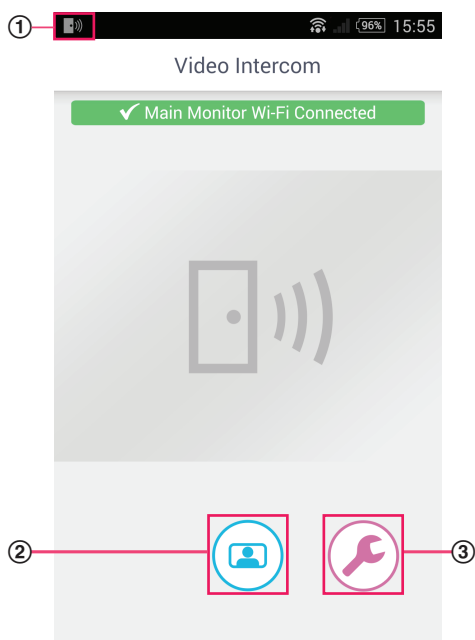 ①
96% 15:55
Video Intercom
✓ Main Monitor Wi-Fi Connected
②
③